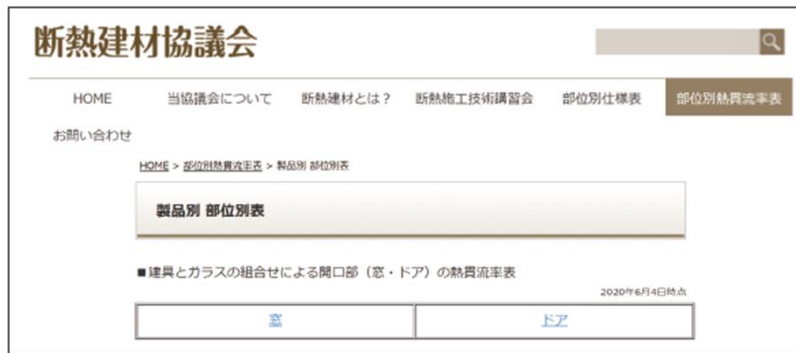 断熱建材協議会
HOME 当協議会について 断熱建材とは？ 断熱施工技術講習会 部位別仕様表 部位別熱貫流率表
お問い合わせ
HOME > 部位別熱貫流率表 > 製品別 部位別表
製品別 部位別表
■建具とガラスの組合せによる開口部（窓・ドア）の熱貫流率表
2020年6月4日時点
窓 ドア